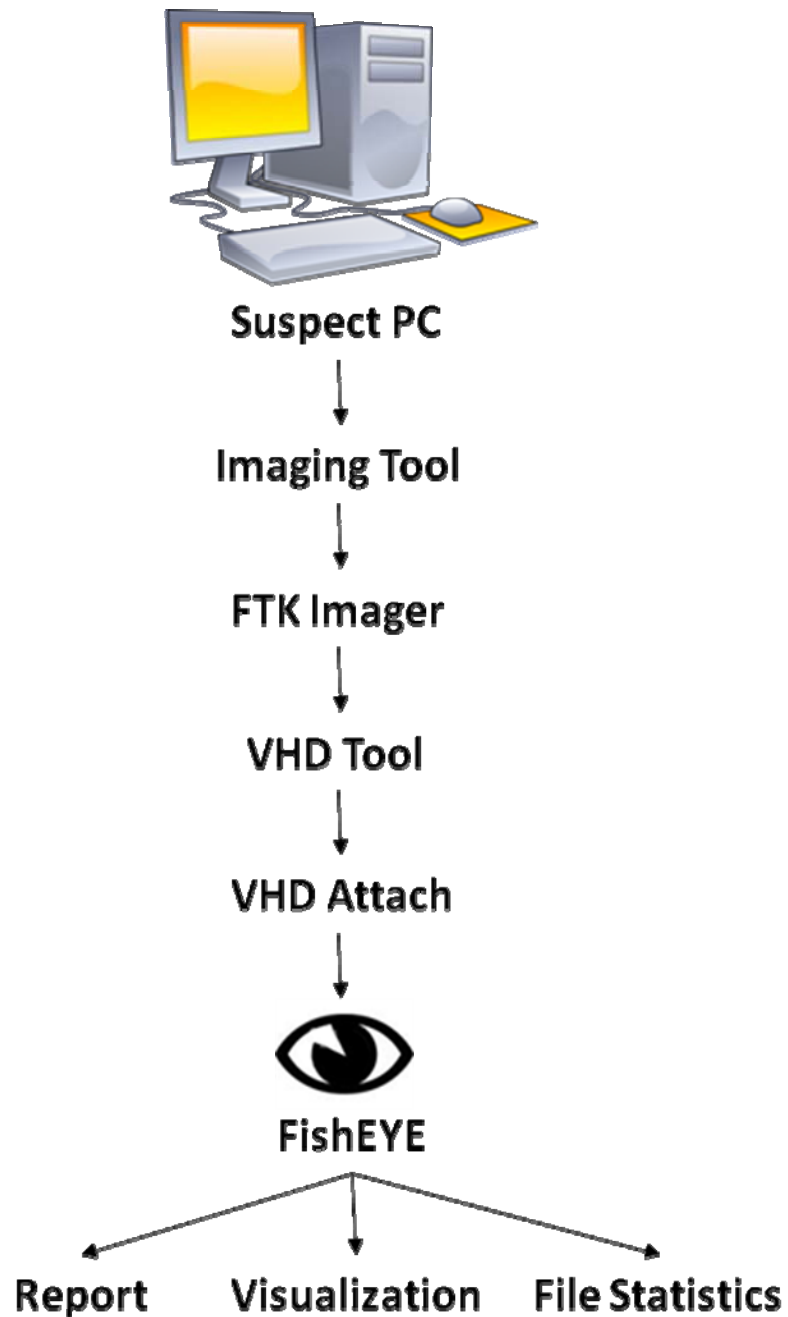 Suspect PC
Imaging Tool
FTK Imager
VHD Tool
VHD Attach
FishEYE
Report Visualization File Statistics